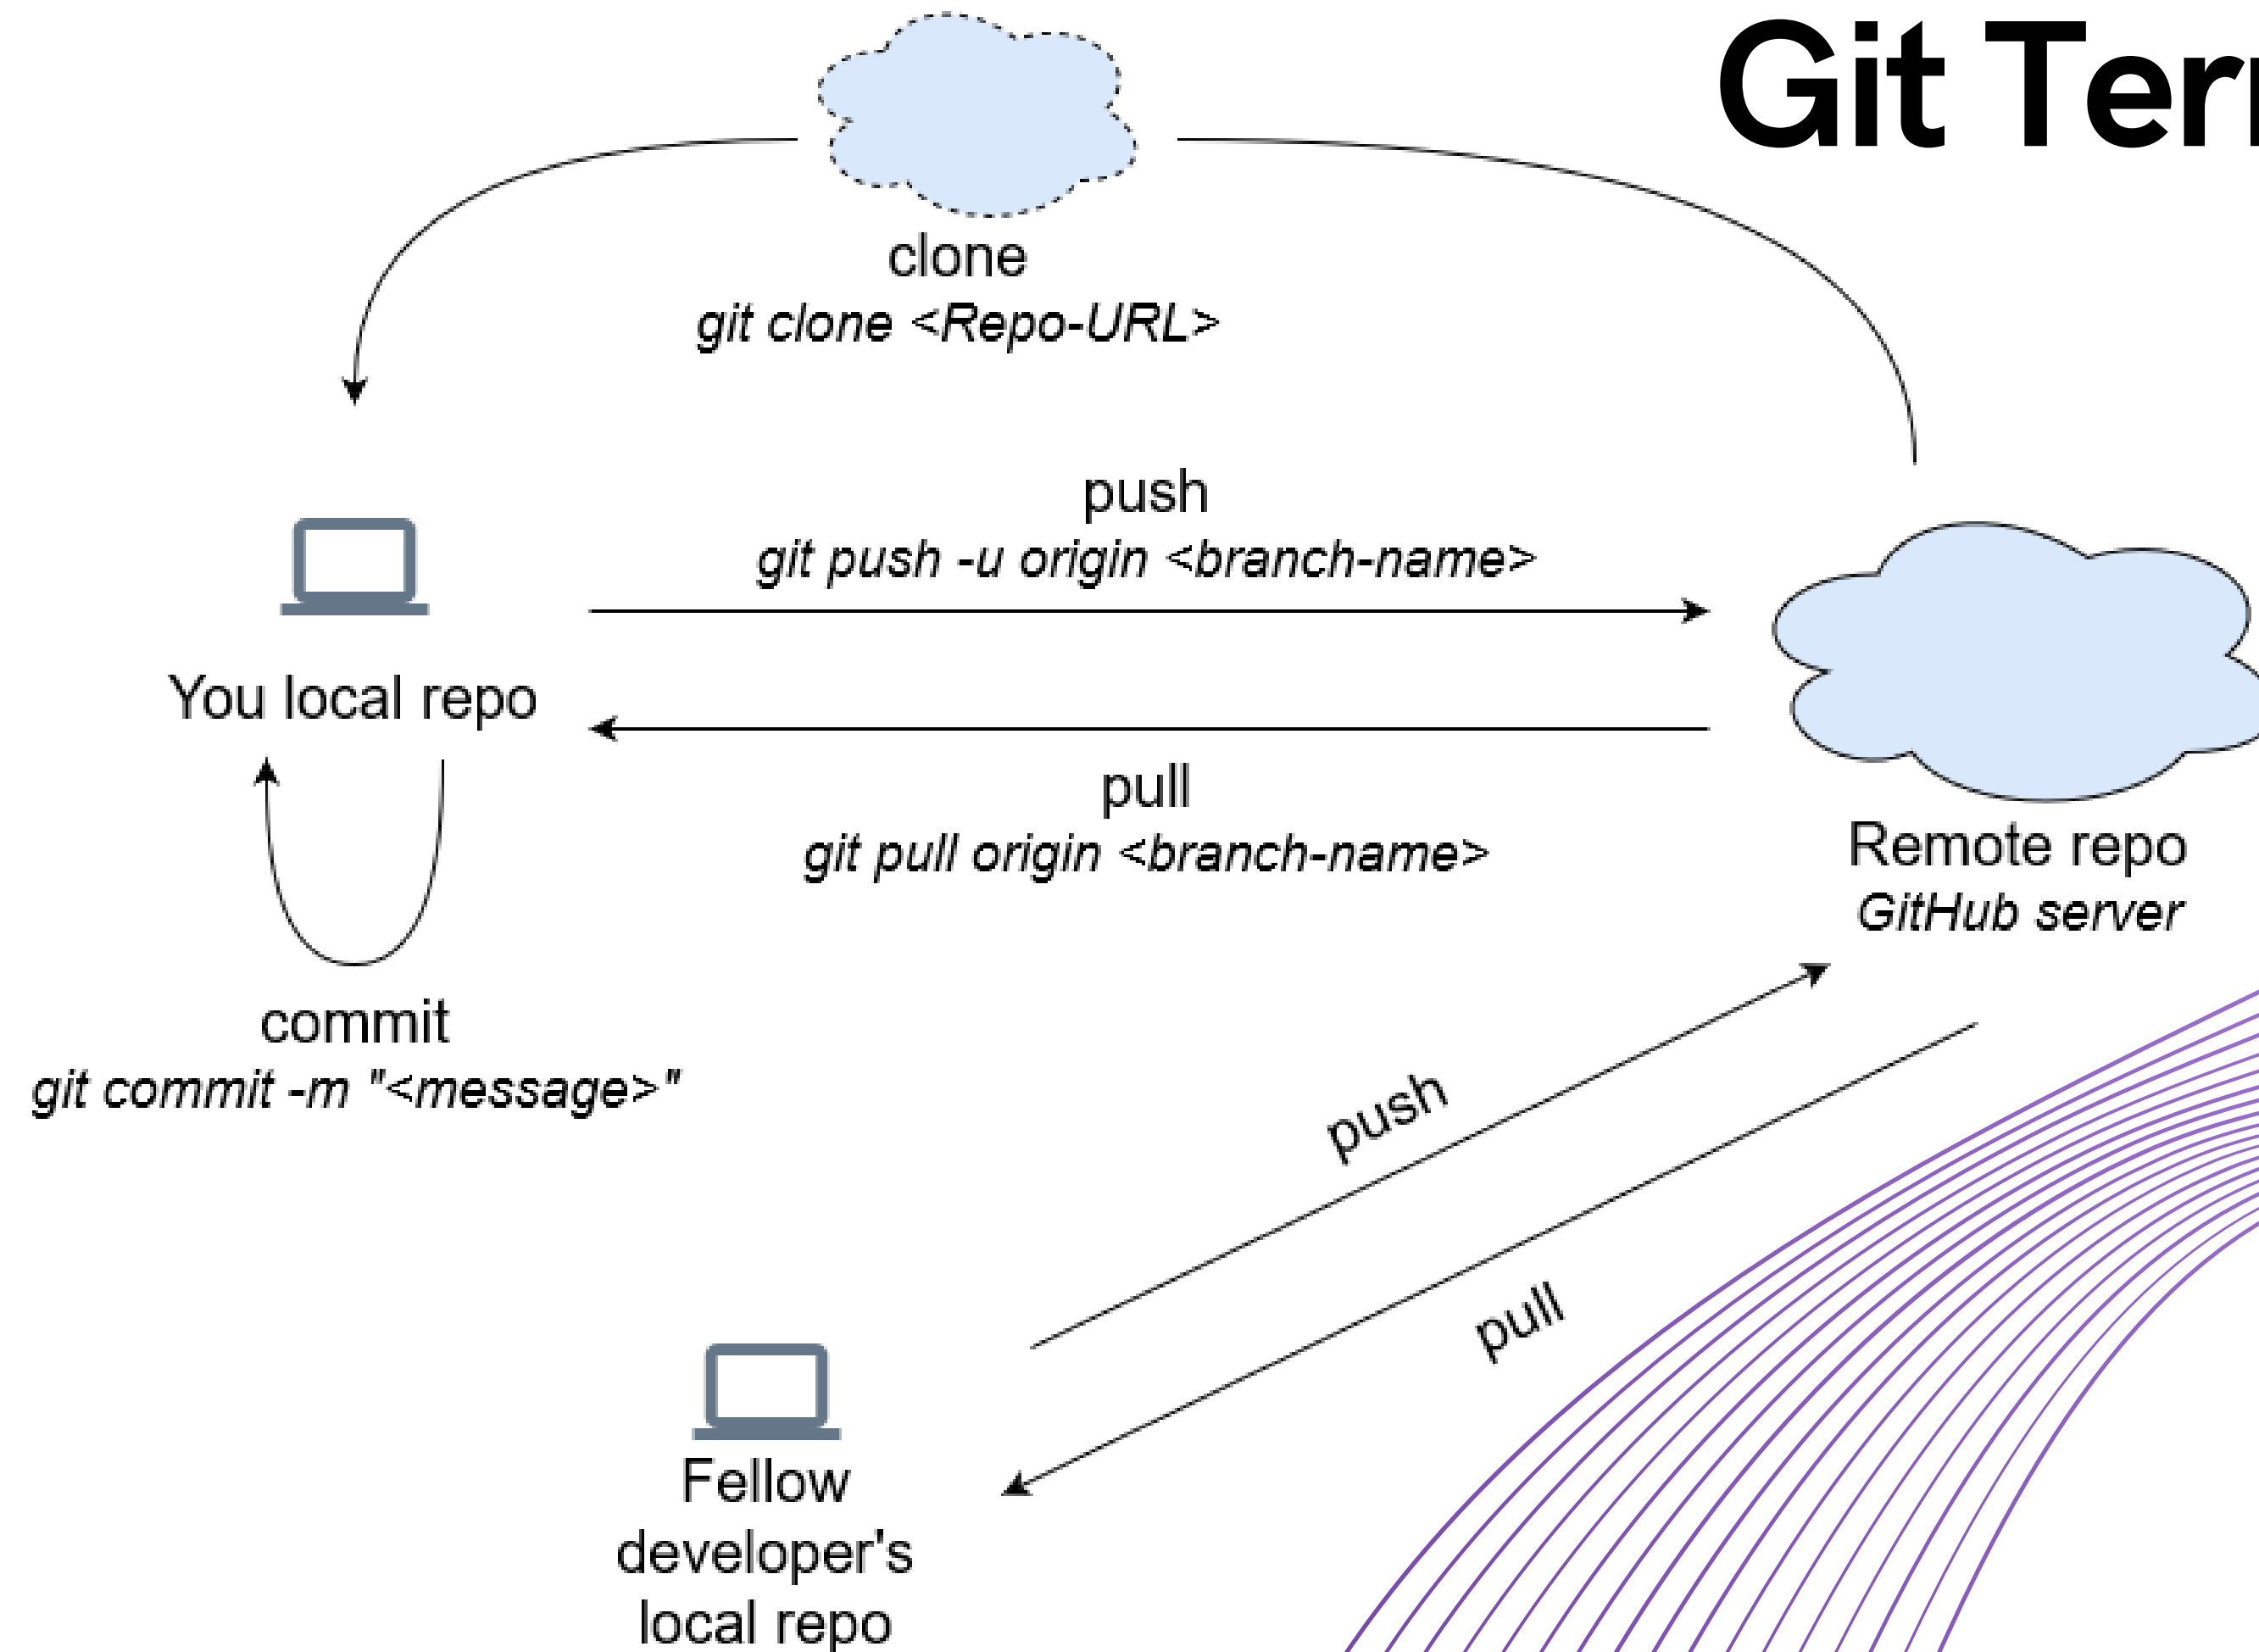 Git Ter
clone
git clone <Repo-URL>
push
git push -u origin <branch-name>
You local repo
pull
git pull origin <branch-name>
Remote repo
GitHub server
commit
git commit -m "<message>"
push
pull
Fellow
developer's
local repo